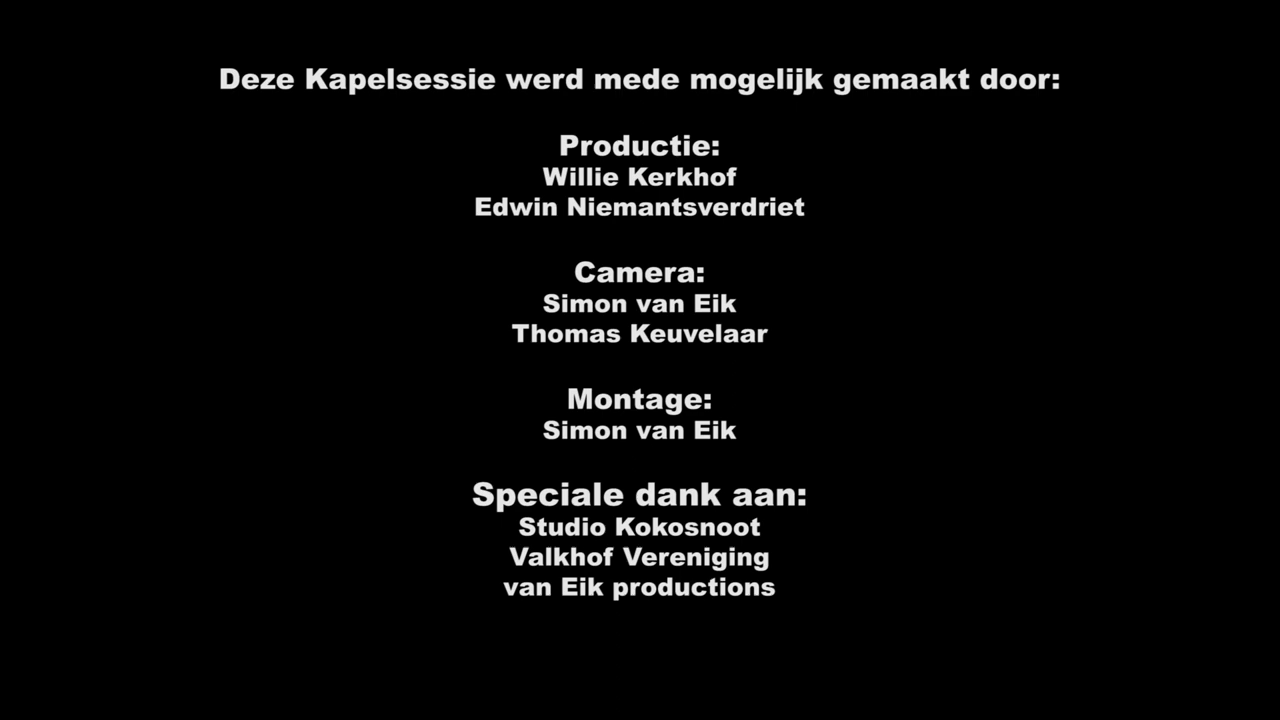 Deze Kapelsessie werd mede mogelijk gemaakt door:
Productie:
Willie Kerkhof
Edwin Niemantsverdriet
Camera:
Simon van Eik
Thomas Keuvelaar
Montage:
Simon van Eik
Speciale dank aan:
Studio Kokosnoot
Valkhof Vereniging
van Eik productions